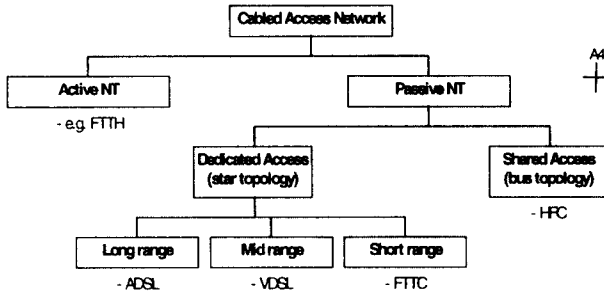 Cabled Access Network
A4
Active NT
Passive NT
- e.g. FTTH
Dedicated Access
(star topology)
Shared Access
(bus topology)
- HFC
Long range
Mid range
Short range
- ADSL
- VDSL
- FTTC